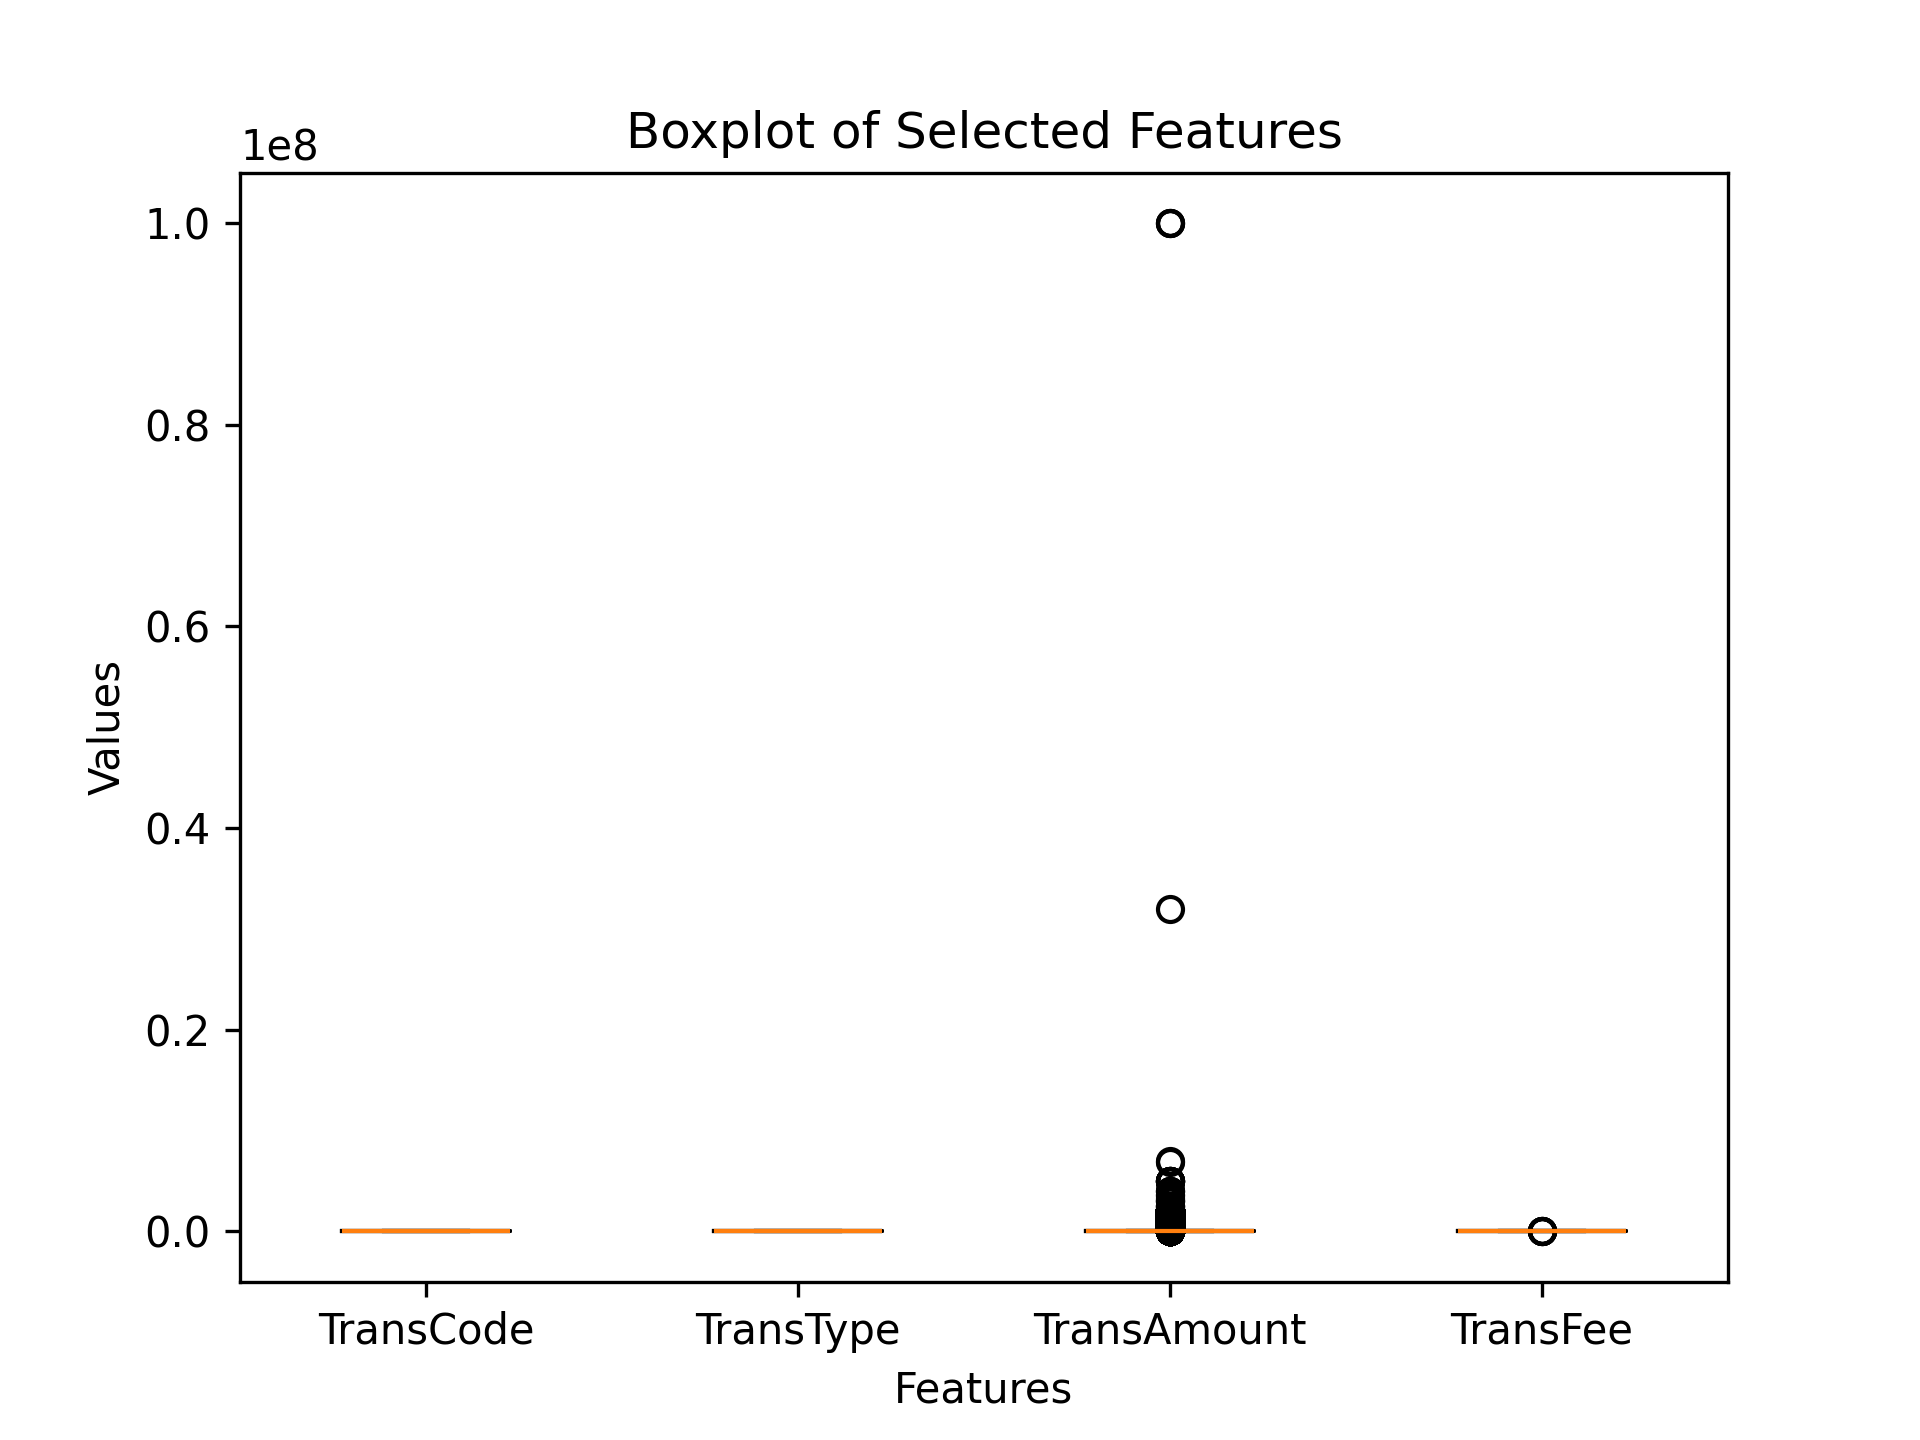 Boxplot of Selected Features
1e8
1.0
0.8
0.6
0.4
0.2
0.0
Values
TransCode TransType TransAmount TransFee
Features